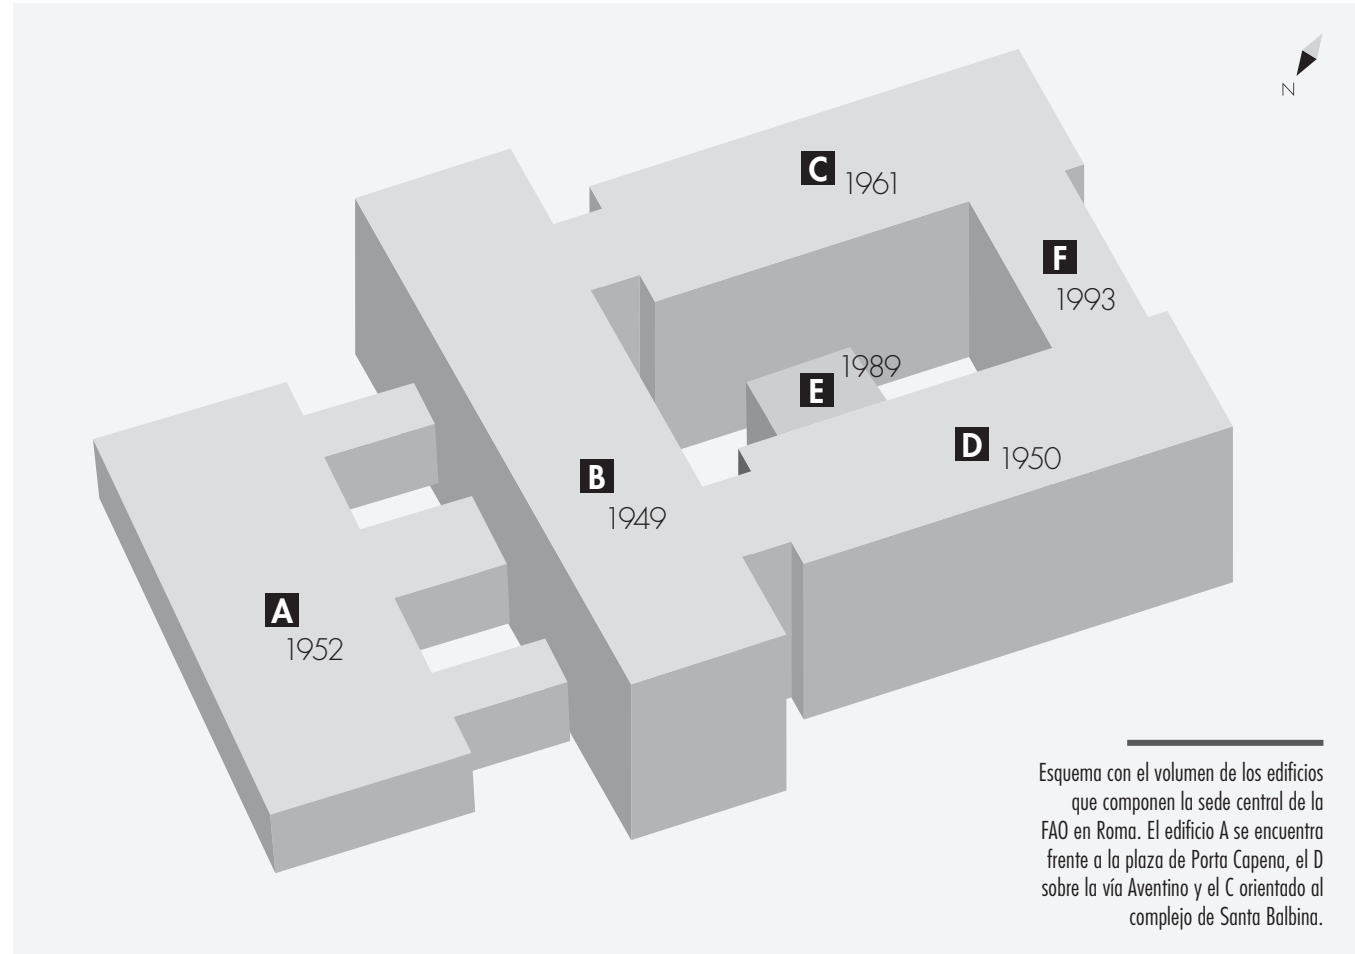 N
C 1961
F
1993
1989
E
D 1950
B
1949
A
1952
Esquema con el volumen de los edificios
que componen la sede central de la
FAO en Roma. El edificio A se encuentra
frente a la plaza de Porta Capena, el D
sobre la vía Aventino y el C orientado al
complejo de Santa Balbina.